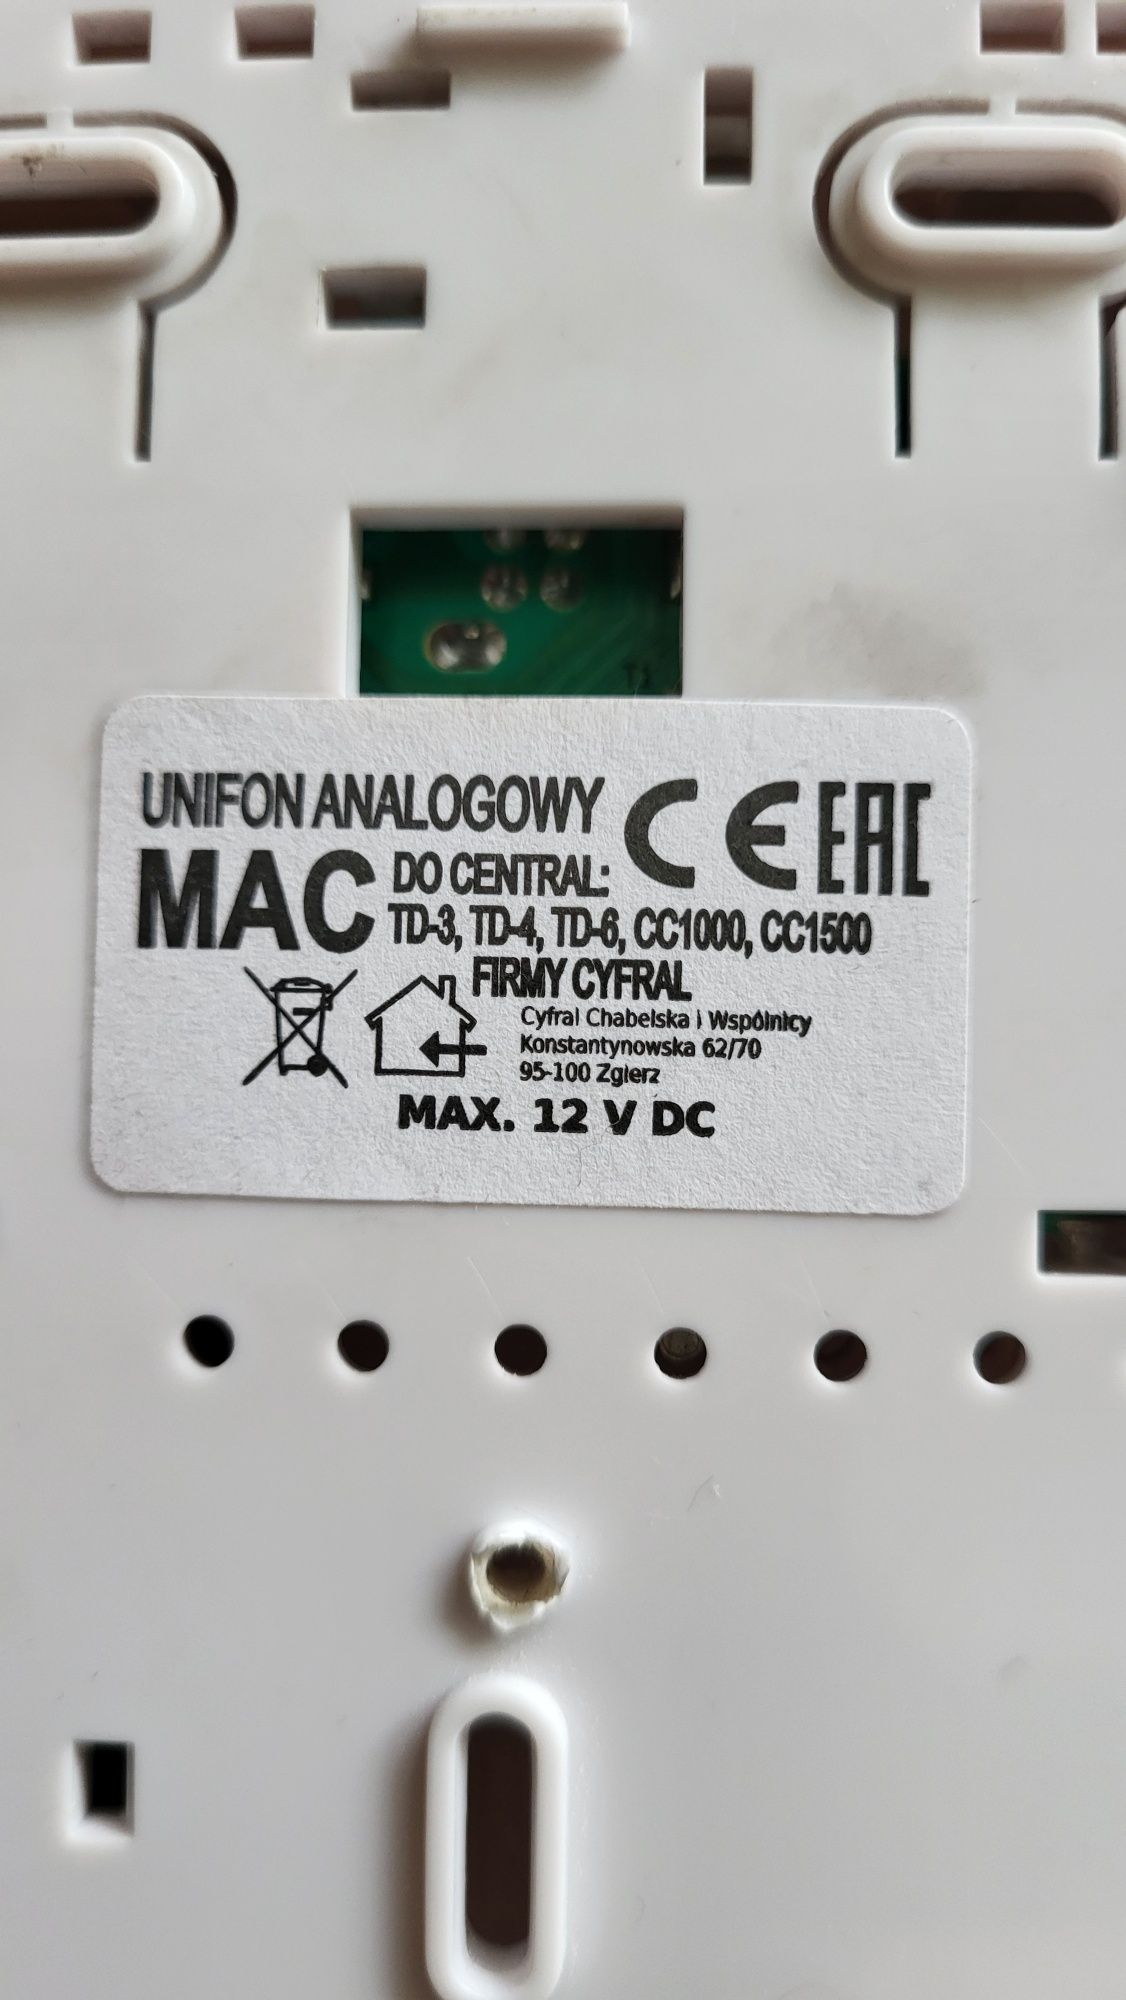 UNIFON ANALOGOWY CE EAC
MAC DO CENTRAL:
TD-3, TD-4, TD-6, CC1000, CC1500
FIRMY CYFRAL
Cyfral Chabelska i Wspólnicy
Konstantynowska 62/70
95-100 Zgierz
MAX. 12 V DC